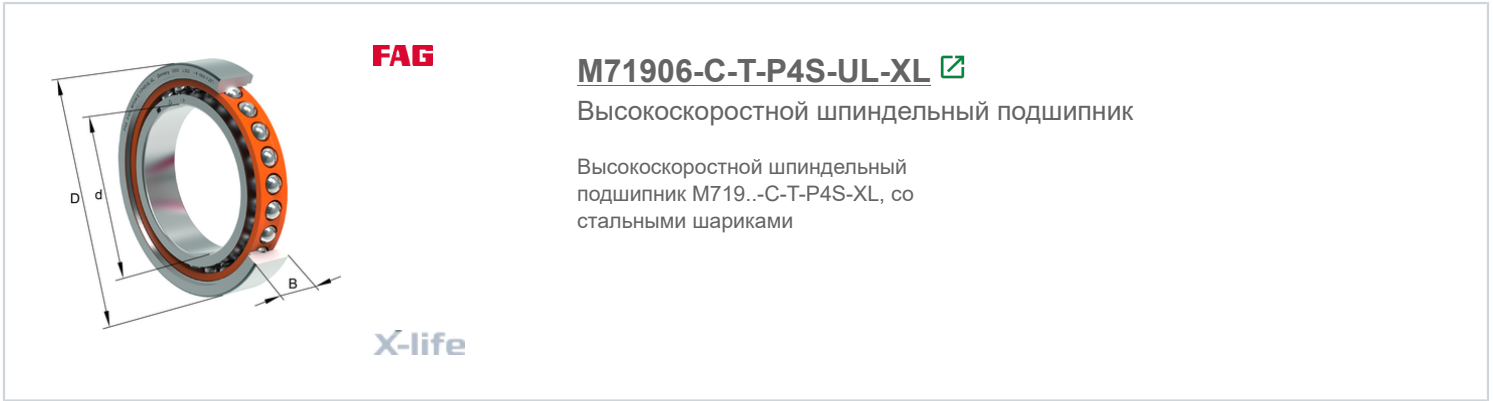 FAG
M71906-C-T-P4S-UL-XL
Высокоскоростной шпиндельный подшипник
Высокоскоростной шпиндельный
подшипник M719..-C-T-P4S-XL, со
стальными шариками
D
d
B
X-life